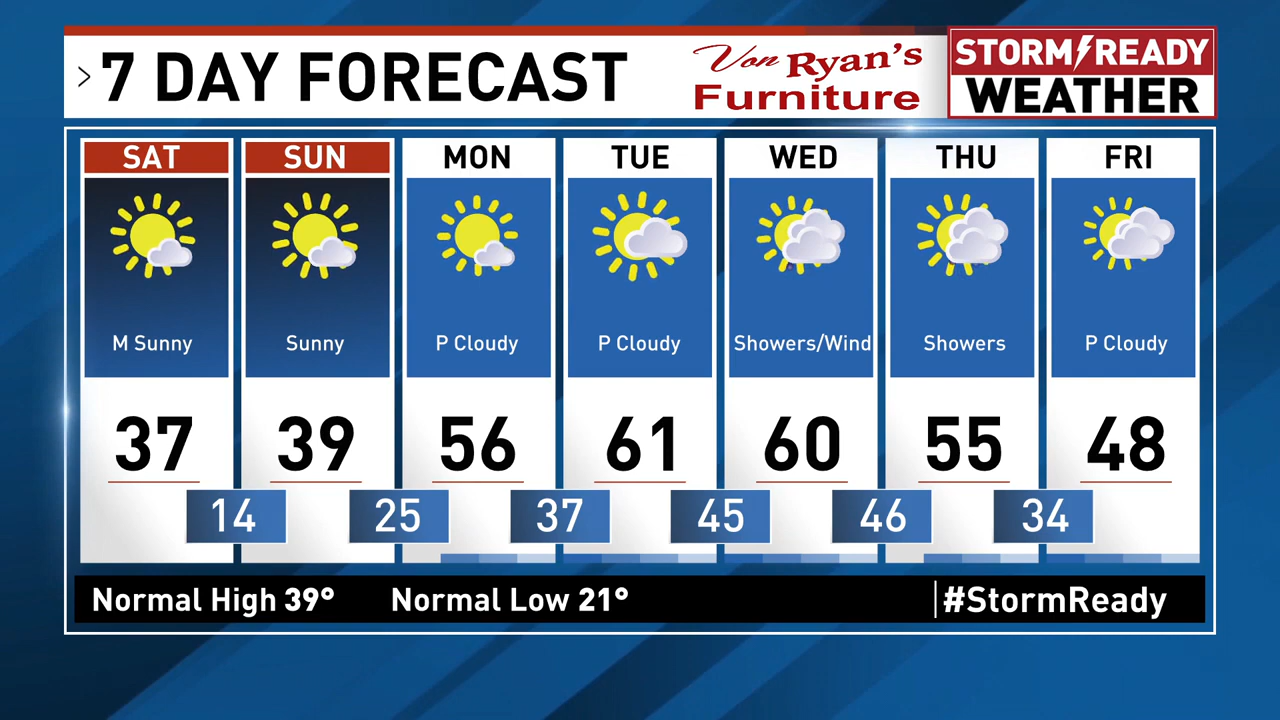 > 7 DAY FORECAST
Von Ryan's
Furniture
STORM READY
WEATHER
SAT SUN MON TUE WED THU FRI
M Sunny Sunny P Cloudy P Cloudy Showers/Wind Showers P Cloudy
37 39 56 61 60 55 48
14 25 37 45 46 34
Normal High 39° Normal Low 21° #StormReady